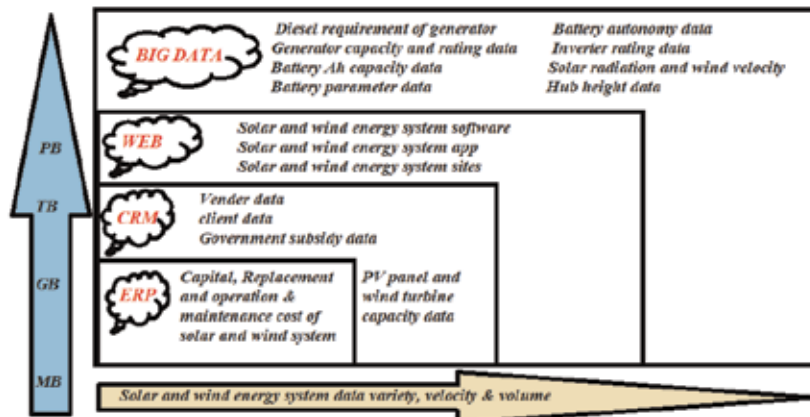 BIG DATA
Diesel requirement of generator
Generator capacity and rating data
Battery Ah capacity data
Battery parameter data
Battery autonomy data
Inverter rating data
Solar radiation and wind velocity
Hub height data
WEB
Solar and wind energy system software
Solar and wind energy system app
Solar and wind energy system sites
CRM
Vender data
client data
Government subsidy data
ERP
Capital, Replacement
and operation &
maintenance cost of
solar and wind system
PV panel and
wind turbine
capacity data
PB
TB
GB
MB
Solar and wind energy system data variety, velocity & volume